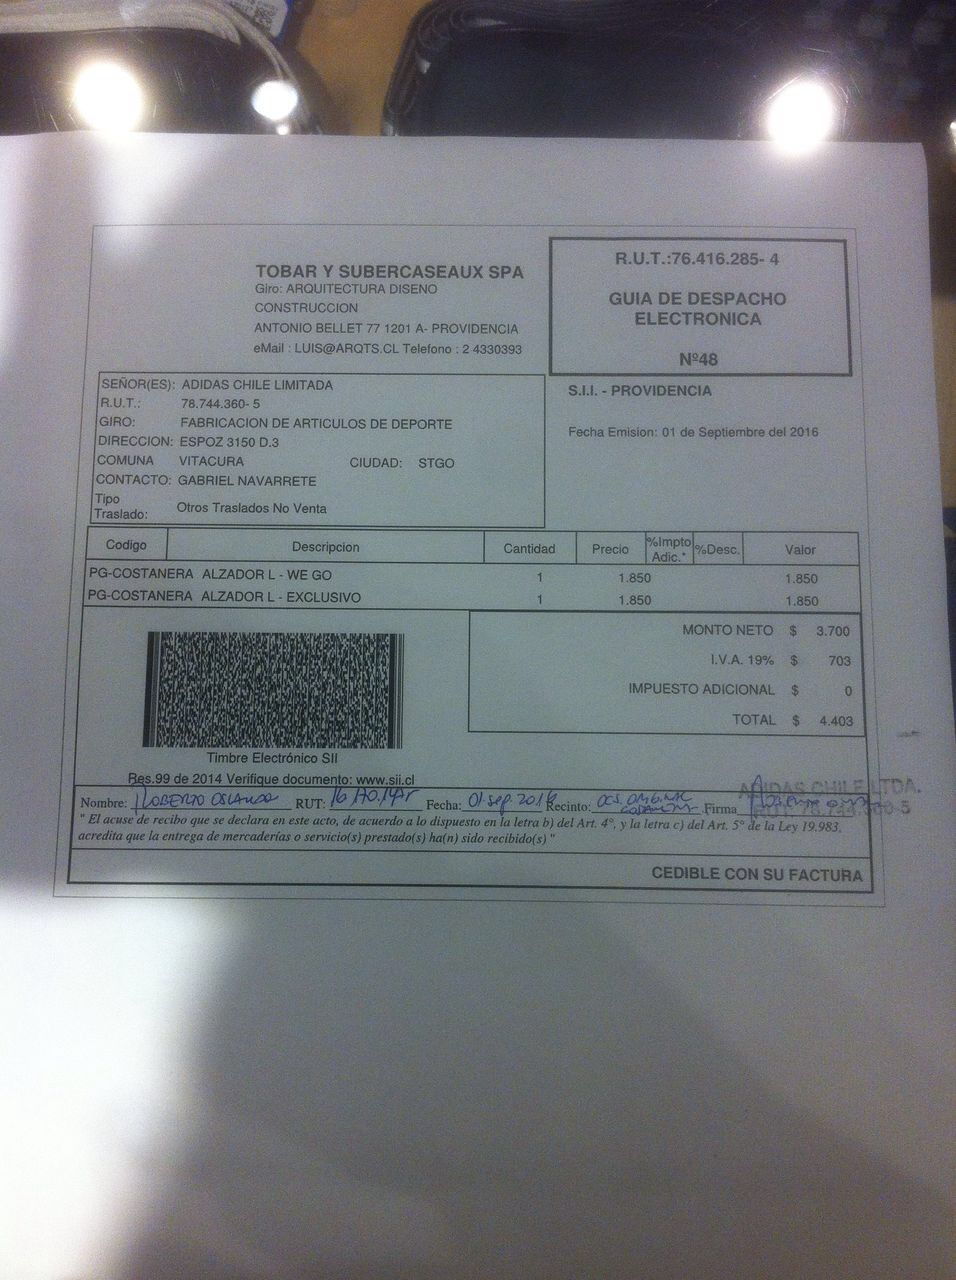 TOBAR Y SUBERCASEAUX SPA
Giro: ARQUITECTURA DISENO
CONSTRUCCION
ANTONIO BELLET 77 1201 A- PROVIDENCIA
eMail : LUIS@ARQTS.CL Telefono : 2 4330393
R.U.T.:76.416.285- 4
GUIA DE DESPACHO
ELECTRONICA
Nº48
S.I.I. - PROVIDENCIA
Fecha Emision: 01 de Septiembre del 2016
SEÑOR(ES): ADIDAS CHILE LIMITADA
R.U.T.: 78.744.360- 5
GIRO: FABRICACION DE ARTICULOS DE DEPORTE
DIRECCION: ESPOZ 3150 D.3
COMUNA VITACURA CIUDAD: STGO
CONTACTO: GABRIEL NAVARRETE
Tipo
Traslado: Otros Traslados No Venta
Codigo Descripcion Cantidad Precio %Impto Adic.* %Desc. Valor
PG-COSTANERA ALZADOR L - WE GO 1 1.850 1.850
PG-COSTANERA ALZADOR L - EXCLUSIVO 1 1.850 1.850
MONTO NETO $ 3.700
I.V.A. 19% $ 703
IMPUESTO ADICIONAL $ 0
TOTAL $ 4.403
Timbre Electrónico SII
Res.99 de 2014 Verifique documento: www.sii.cl
ADIDAS CHILE LTDA.
RUT: 78.744.360-5
Nombre: ROBERTO RUT: Fecha: 01 sep. 2016 Recinto: Firma
" El acuse de recibo que se declara en este acto, de acuerdo a lo dispuesto en la letra b) del Art. 4°, y la letra c) del Art. 5° de la Ley 19.983,
acredita que la entrega de mercaderías o servicio(s) prestado(s) ha(n) sido recibido(s) "
CEDIBLE CON SU FACTURA